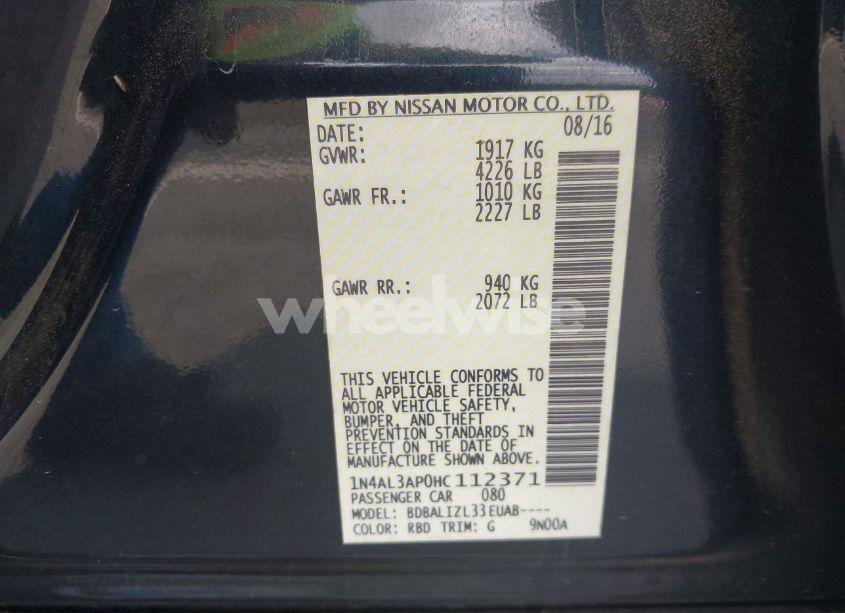 MFD BY NISSAN MOTOR CO., LTD.
DATE: 08/16
GVWR: 1917 KG
4226 LB
GAWR FR.: 1010 KG
2227 LB
GAWR RR.: 940 KG
2072 LB
wheelwise
THIS VEHICLE CONFORMS TO
ALL APPLICABLE FEDERAL
MOTOR VEHICLE SAFETY,
BUMPER, AND THEFT
PREVENTION STANDARDS IN
EFFECT ON THE DATE OF
MANUFACTURE SHOWN ABOVE.
1N4AL3AP0HC112371
PASSENGER CAR 080
MODEL: BDBALIZL33EUAB----
COLOR: RBD TRIM: G 9N00A